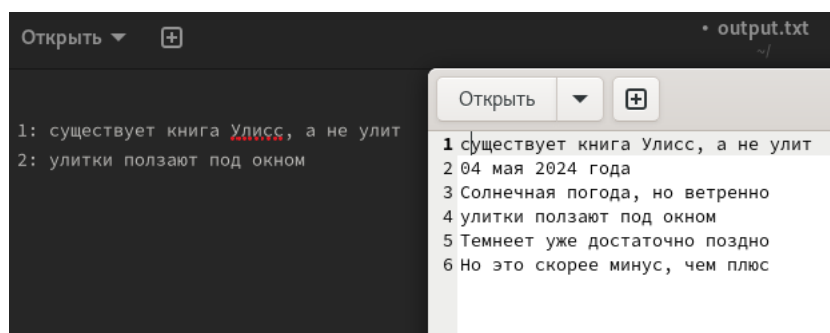 Открыть
• output.txt
~/
1: существует книга Улисс, а не улит
2: улитки ползают под окном
Открыть
1 существует книга Улисс, а не улит
2 04 мая 2024 года
3 Солнечная погода, но ветренно
4 улитки ползают под окном
5 Темнеет уже достаточно поздно
6 Но это скорее минус, чем плюс